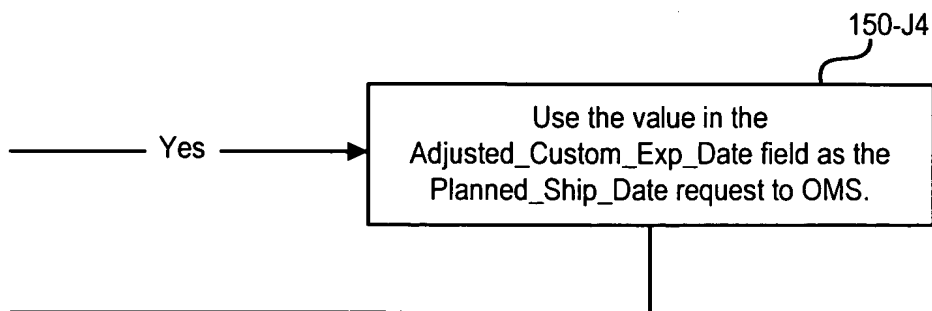 150-J4
Yes
Use the value in the
Adjusted_Custom_Exp_Date field as the
Planned_Ship_Date request to OMS.